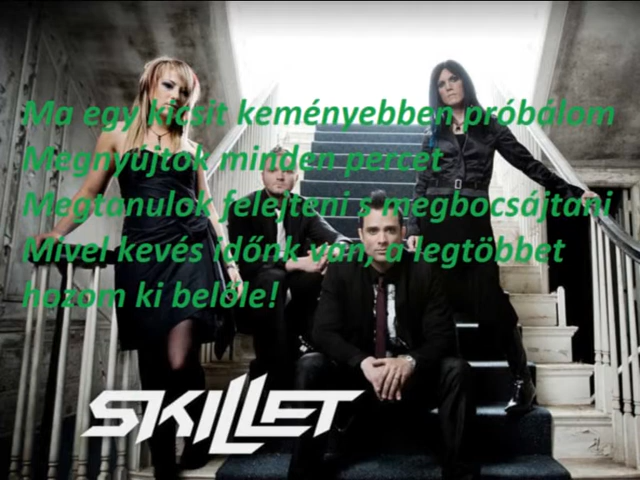 Ma egy kicsit keményebben próbálom
Megnyújtok minden percet
Megtanulok felejteni s megbocsájtani
Mivel kevés időnk van, a legtöbbet
hozom ki belőle!
SKILLET